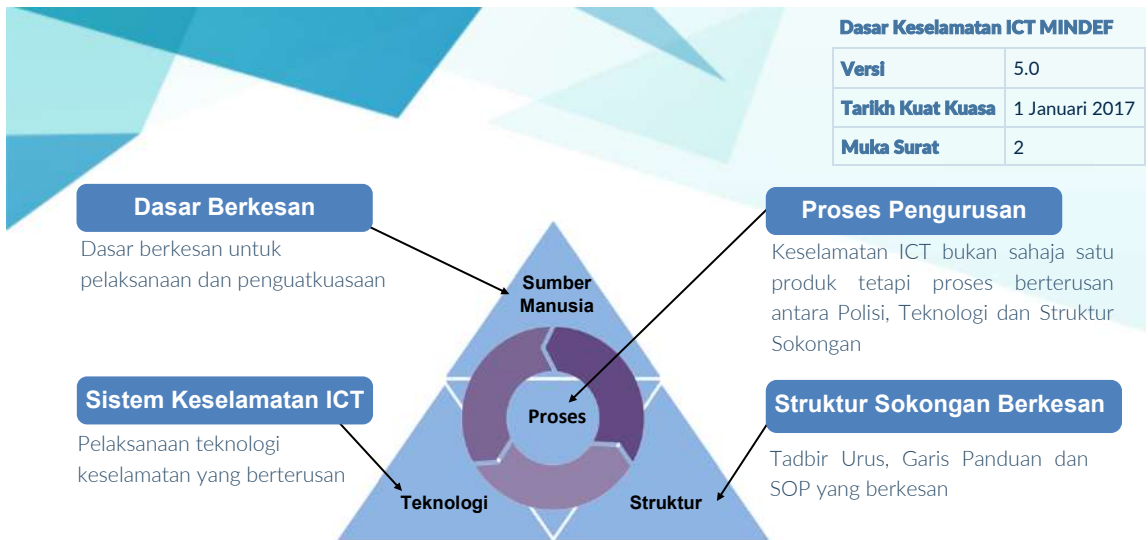 Dasar Keselamatan ICT MINDEF
Versi 5.0
Tarikh Kuat Kuasa 1 Januari 2017
Muka Surat 2
Dasar Berkesan
Dasar berkesan untuk
pelaksanaan dan penguatkuasaan
Proses Pengurusan
Keselamatan ICT bukan sahaja satu
produk tetapi proses berterusan
antara Polisi, Teknologi dan Struktur
Sokongan
Sumber
Manusia
Proses
Sistem Keselamatan ICT
Pelaksanaan teknologi
keselamatan yang berterusan
Struktur Sokongan Berkesan
Tadbir Urus, Garis Panduan dan
SOP yang berkesan
Teknologi
Struktur